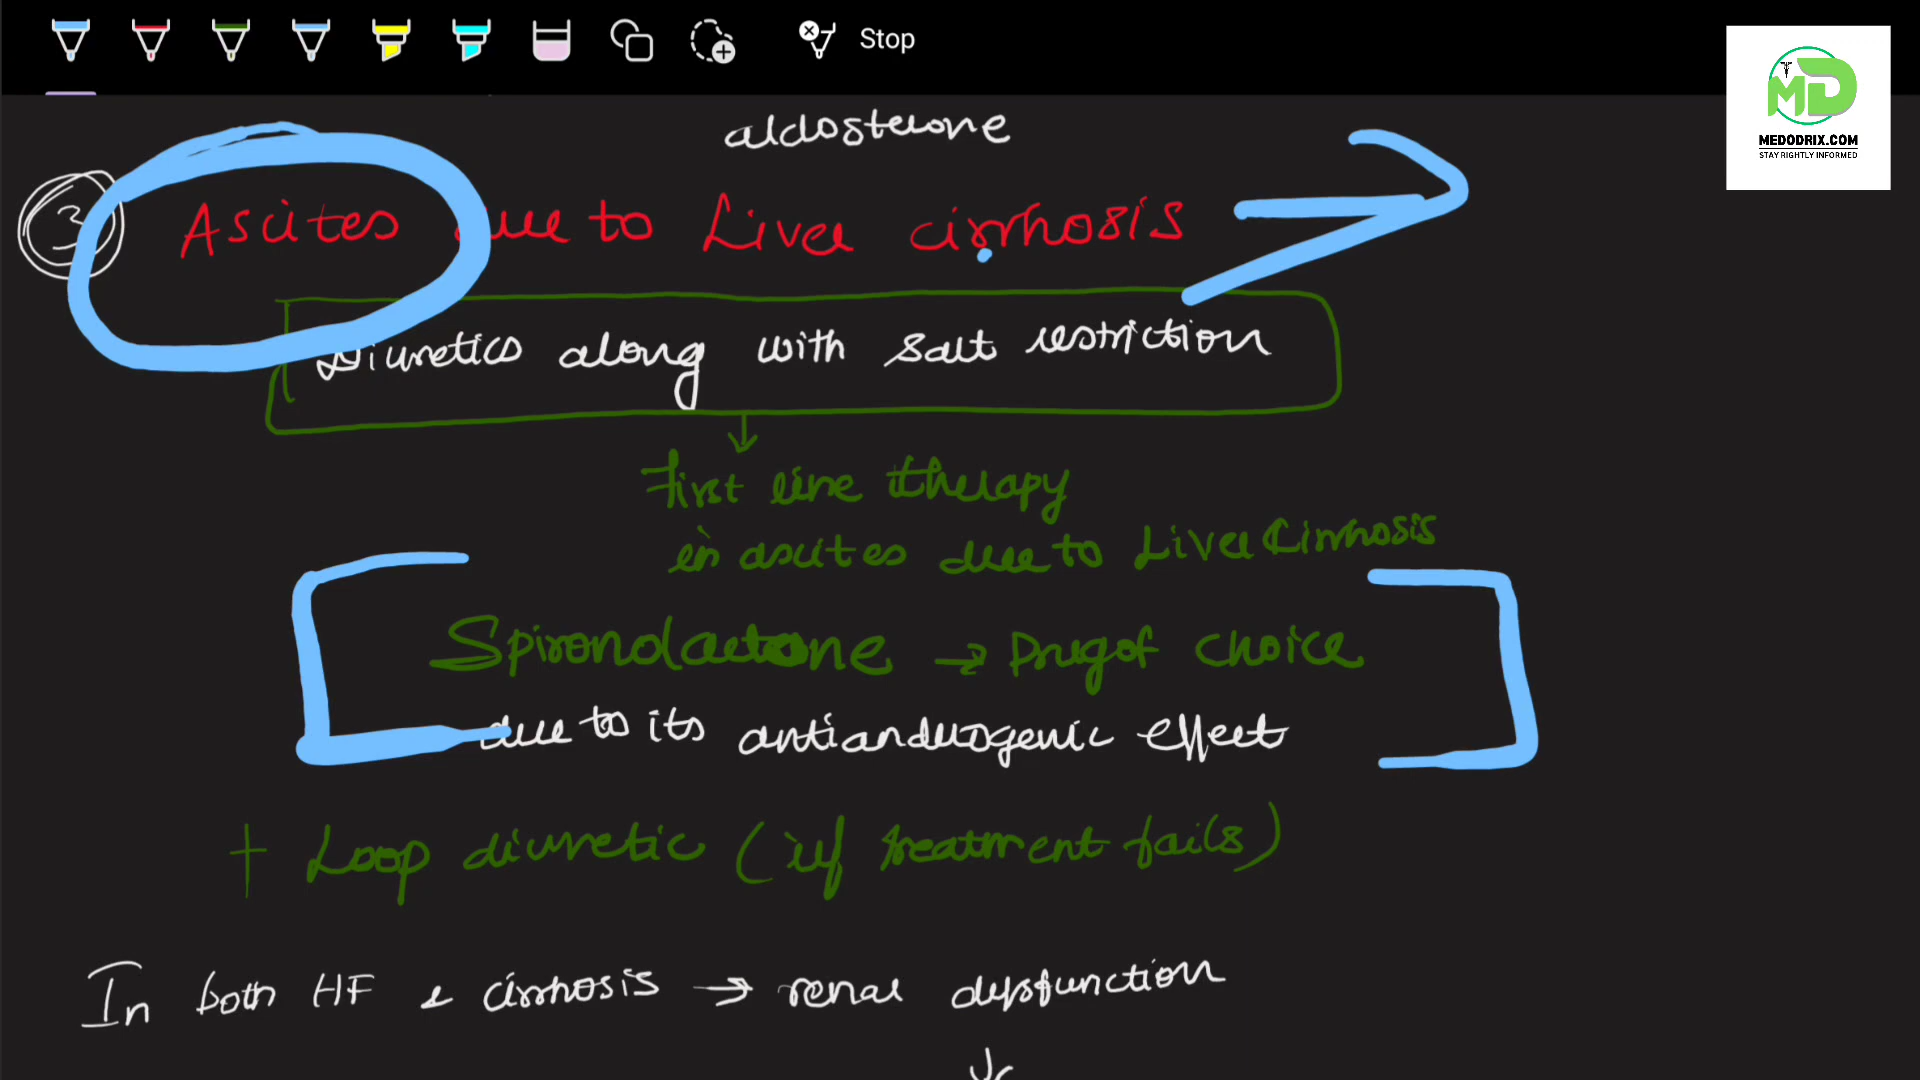 Stop
MD
MEDODRIX.COM
STAY RIGHTLY INFORMED
aldosterone
3 Ascites due to Liver cirrhosis
Diuretics along with salt restriction
First line therapy
in ascites due to Liver Cirrhosis
Spironolactone → Drug of choice
due to its antiandrogenic effect
+ Loop diuretic (if treatment fails)
In both HF & cirrhosis → renal dysfunction